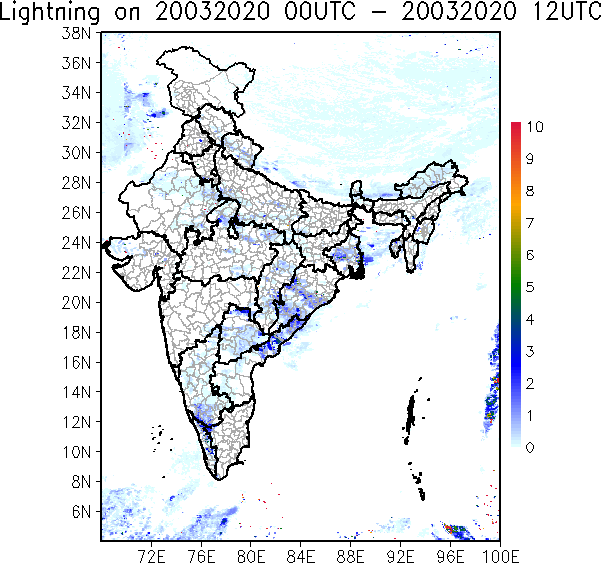 Lightning on 20032020 00UTC – 20032020 12UTC
38N
36N
34N
32N
30N
28N
26N
24N
22N
20N
18N
16N
14N
12N
10N
8N
6N
72E 76E 80E 84E 88E 92E 96E 100E
10
9
8
7
6
5
4
3
2
1
0